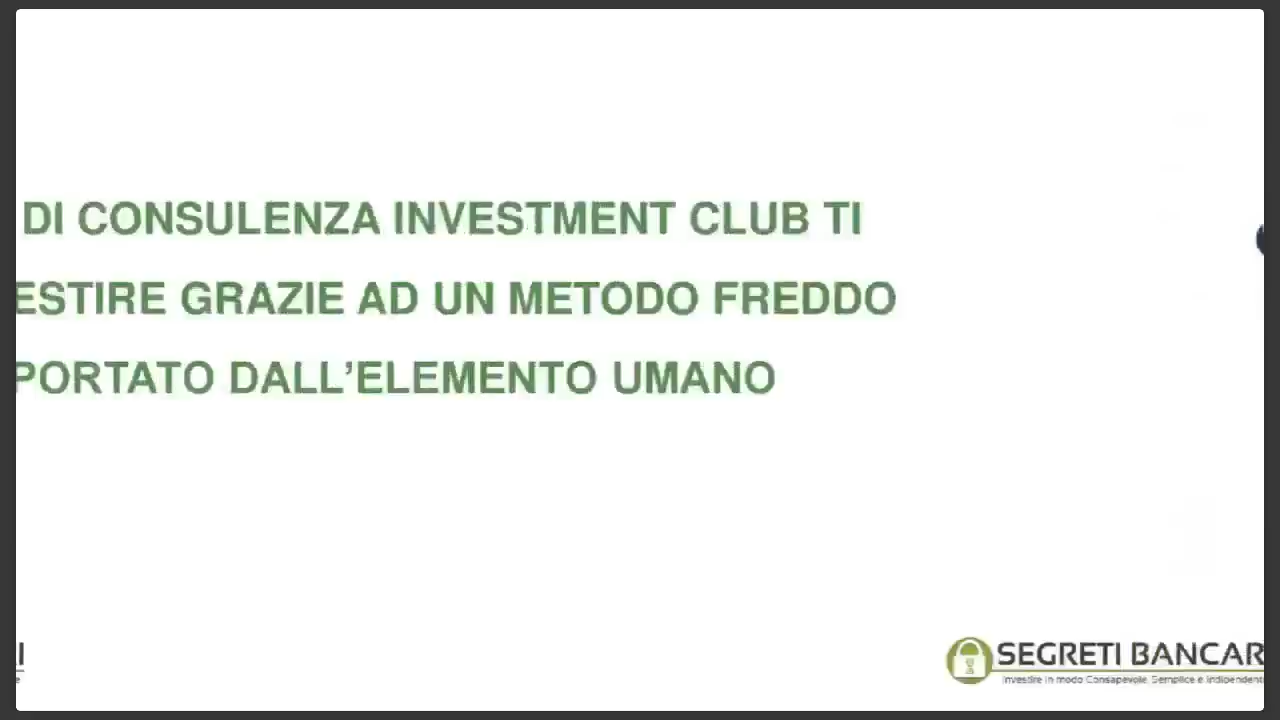 DI CONSULENZA INVESTMENT CLUB TI
ESTIRE GRAZIE AD UN METODO FREDDO
PORTATO DALL'ELEMENTO UMANO
SEGRETI BANCAR
Investire in modo Consapevole, Semplice e Indipendent